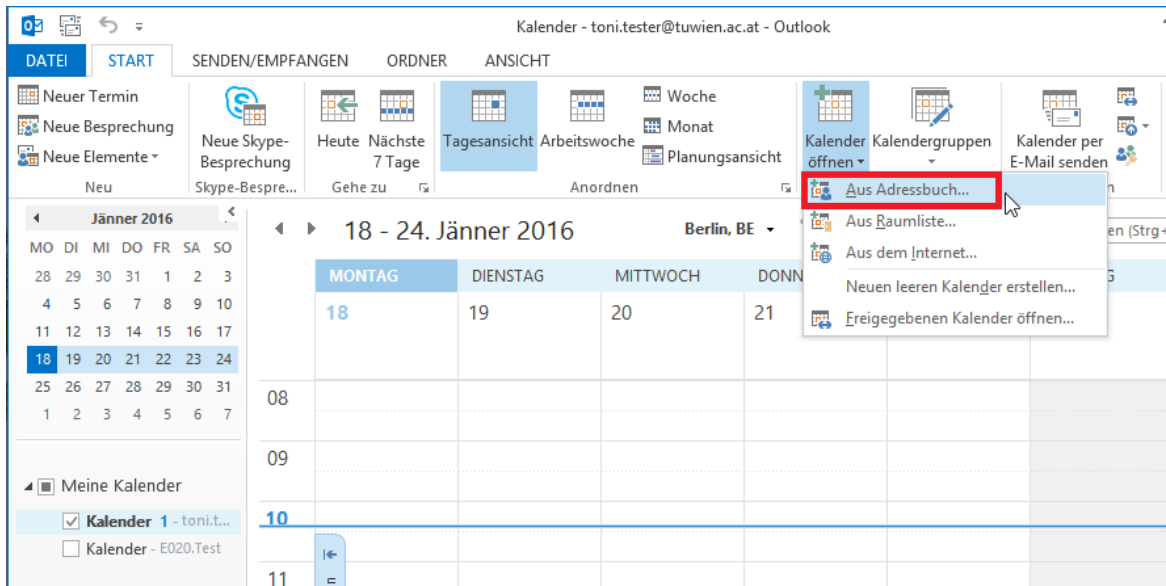 Kalender - toni.tester@tuwien.ac.at - Outlook
DATEI START SENDEN/EMPFANGEN ORDNER ANSICHT
Neuer Termin
Neue Besprechung
Neue Elemente
Neu
Neue Skype-
Besprechung
Skype-Bespre...
Heute
Nächste
7 Tage
Gehe zu
Tagesansicht
Arbeitswoche
Woche
Monat
Planungsansicht
Anordnen
Kalender
öffnen
Kalendergruppen
Kalender per
E-Mail senden
Aus Adressbuch...
Aus Raumliste...
Aus dem Internet...
Neuen leeren Kalender erstellen...
Freigegebenen Kalender öffnen...
Jänner 2016
MO DI MI DO FR SA SO
28 29 30 31 1 2 3
4 5 6 7 8 9 10
11 12 13 14 15 16 17
18 19 20 21 22 23 24
25 26 27 28 29 30 31
1 2 3 4 5 6 7
Meine Kalender
Kalender 1 - toni.t...
Kalender - E020.Test
18 - 24. Jänner 2016
Berlin, BE
en (Strg+
MONTAG DIENSTAG MITTWOCH DONN
18 19 20 21
08
09
10
11